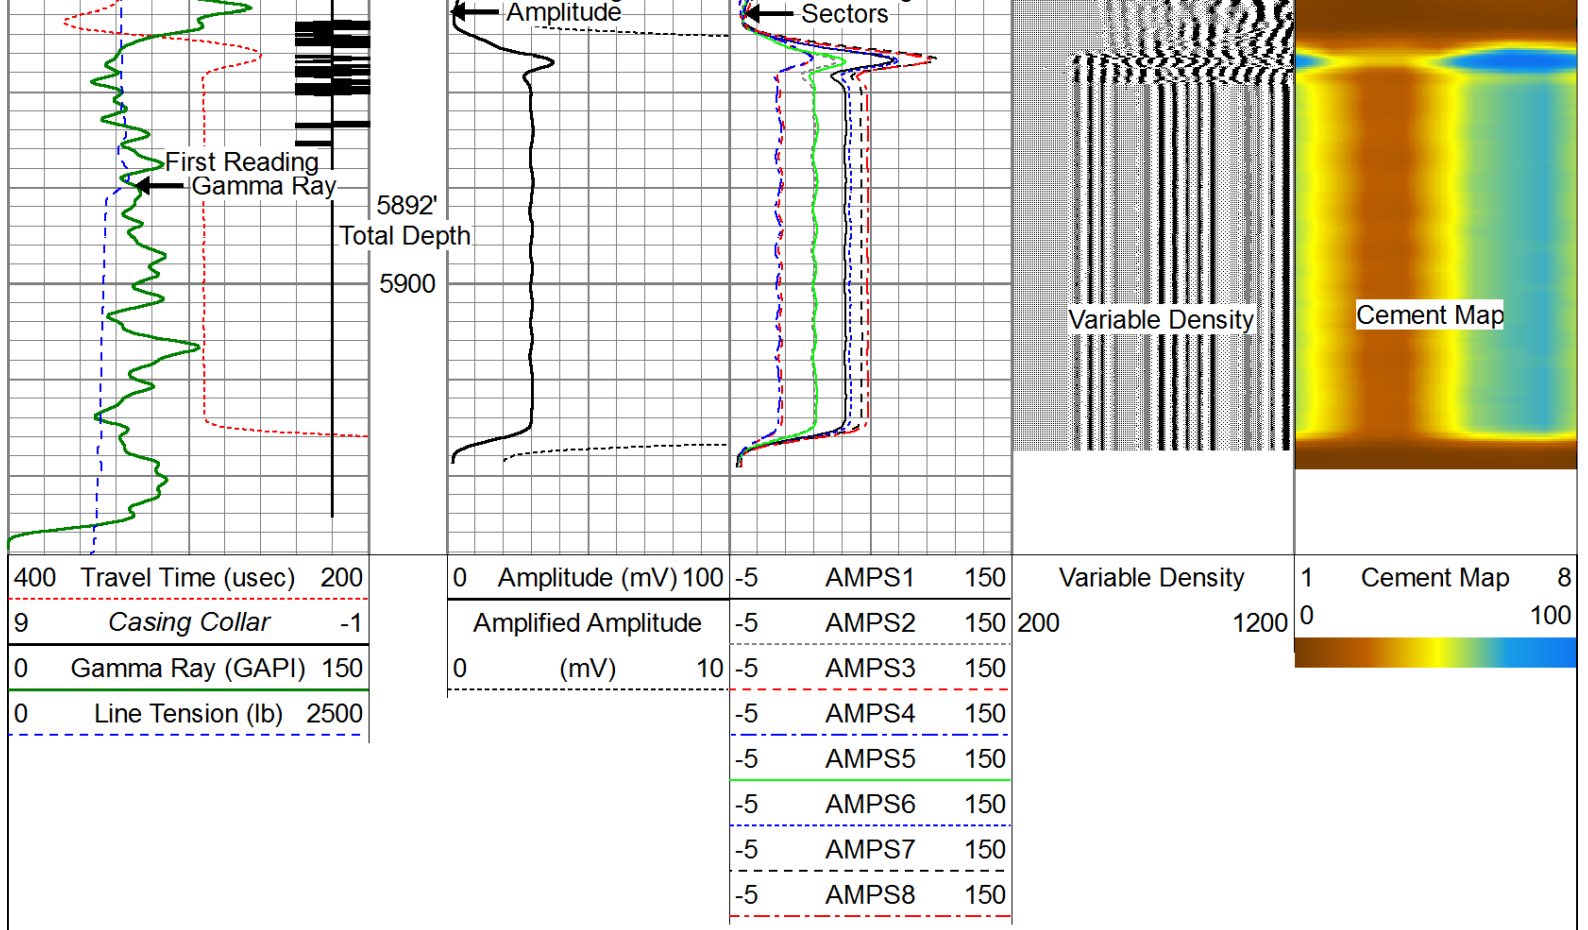 Amplitude
Sectors
First Reading
Gamma Ray
5892'
Total Depth
5900
Variable Density
Cement Map
400 Travel Time (usec) 200
9 Casing Collar -1
0 Gamma Ray (GAPI) 150
0 Line Tension (lb) 2500
0 Amplitude (mV) 100
Amplified Amplitude
0 (mV) 10
-5 AMPS1 150
-5 AMPS2 150
-5 AMPS3 150
-5 AMPS4 150
-5 AMPS5 150
-5 AMPS6 150
-5 AMPS7 150
-5 AMPS8 150
Variable Density
200 1200
1 Cement Map 8
0 100